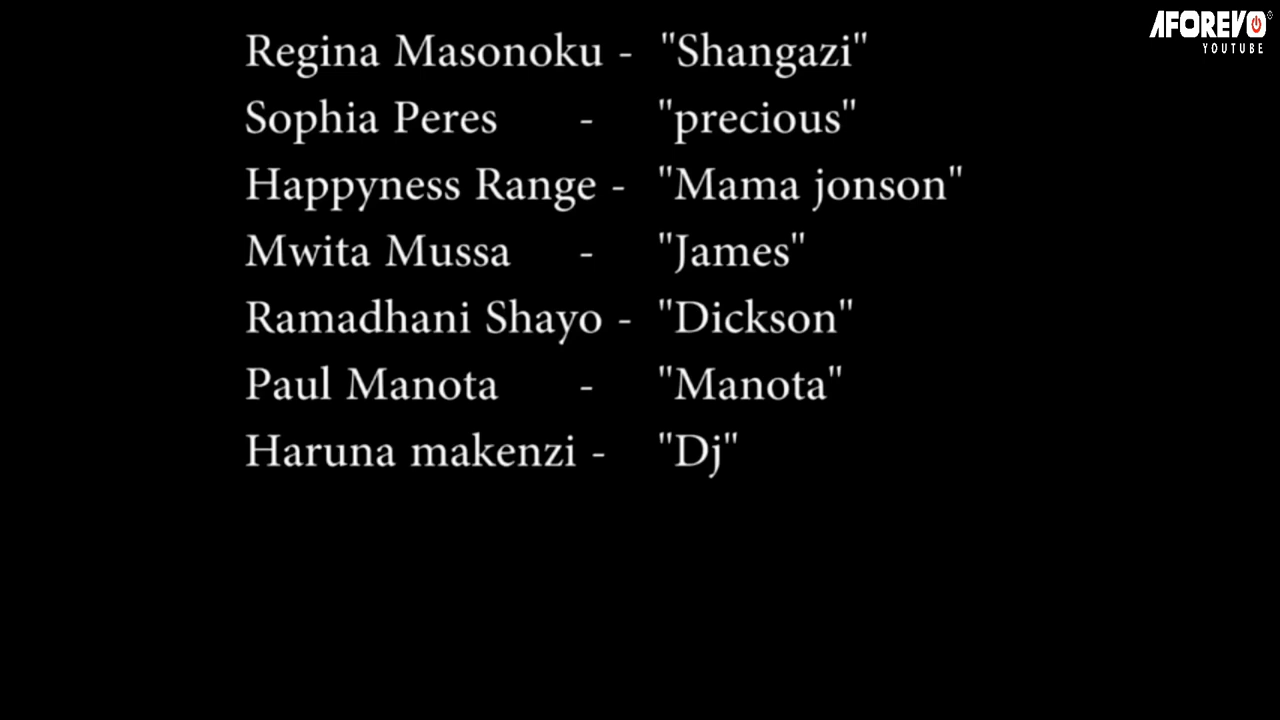 AFOREVO
YOUTUBE
Regina Masonoku - "Shangazi"
Sophia Peres - "precious"
Happyness Range - "Mama jonson"
Mwita Mussa - "James"
Ramadhani Shayo - "Dickson"
Paul Manota - "Manota"
Haruna makenzi - "Dj"